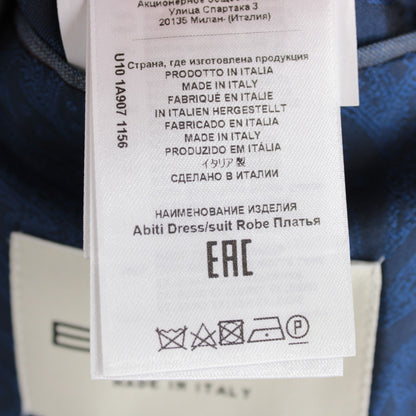 Акционерное Общество
Улица Спартака 3
20135 Милан- (Италия)
Страна, где изготовлена продукция
PRODOTTO IN ITALIA
MADE IN ITALY
FABRIQUÉ EN ITALIE
IN ITALIEN HERGESTELLT
FABRICADO EN ITALIA
MADE IN ITALY
PRODUZIDO EM ITÁLIA
イタリア製
СДЕЛАНО В ИТАЛИИ
U10 1A907 1156
НАИМЕНОВАНИЕ ИЗДЕЛИЯ
Abiti Dress/suit Robe Платья
EAC
P
MADE IN ITALY